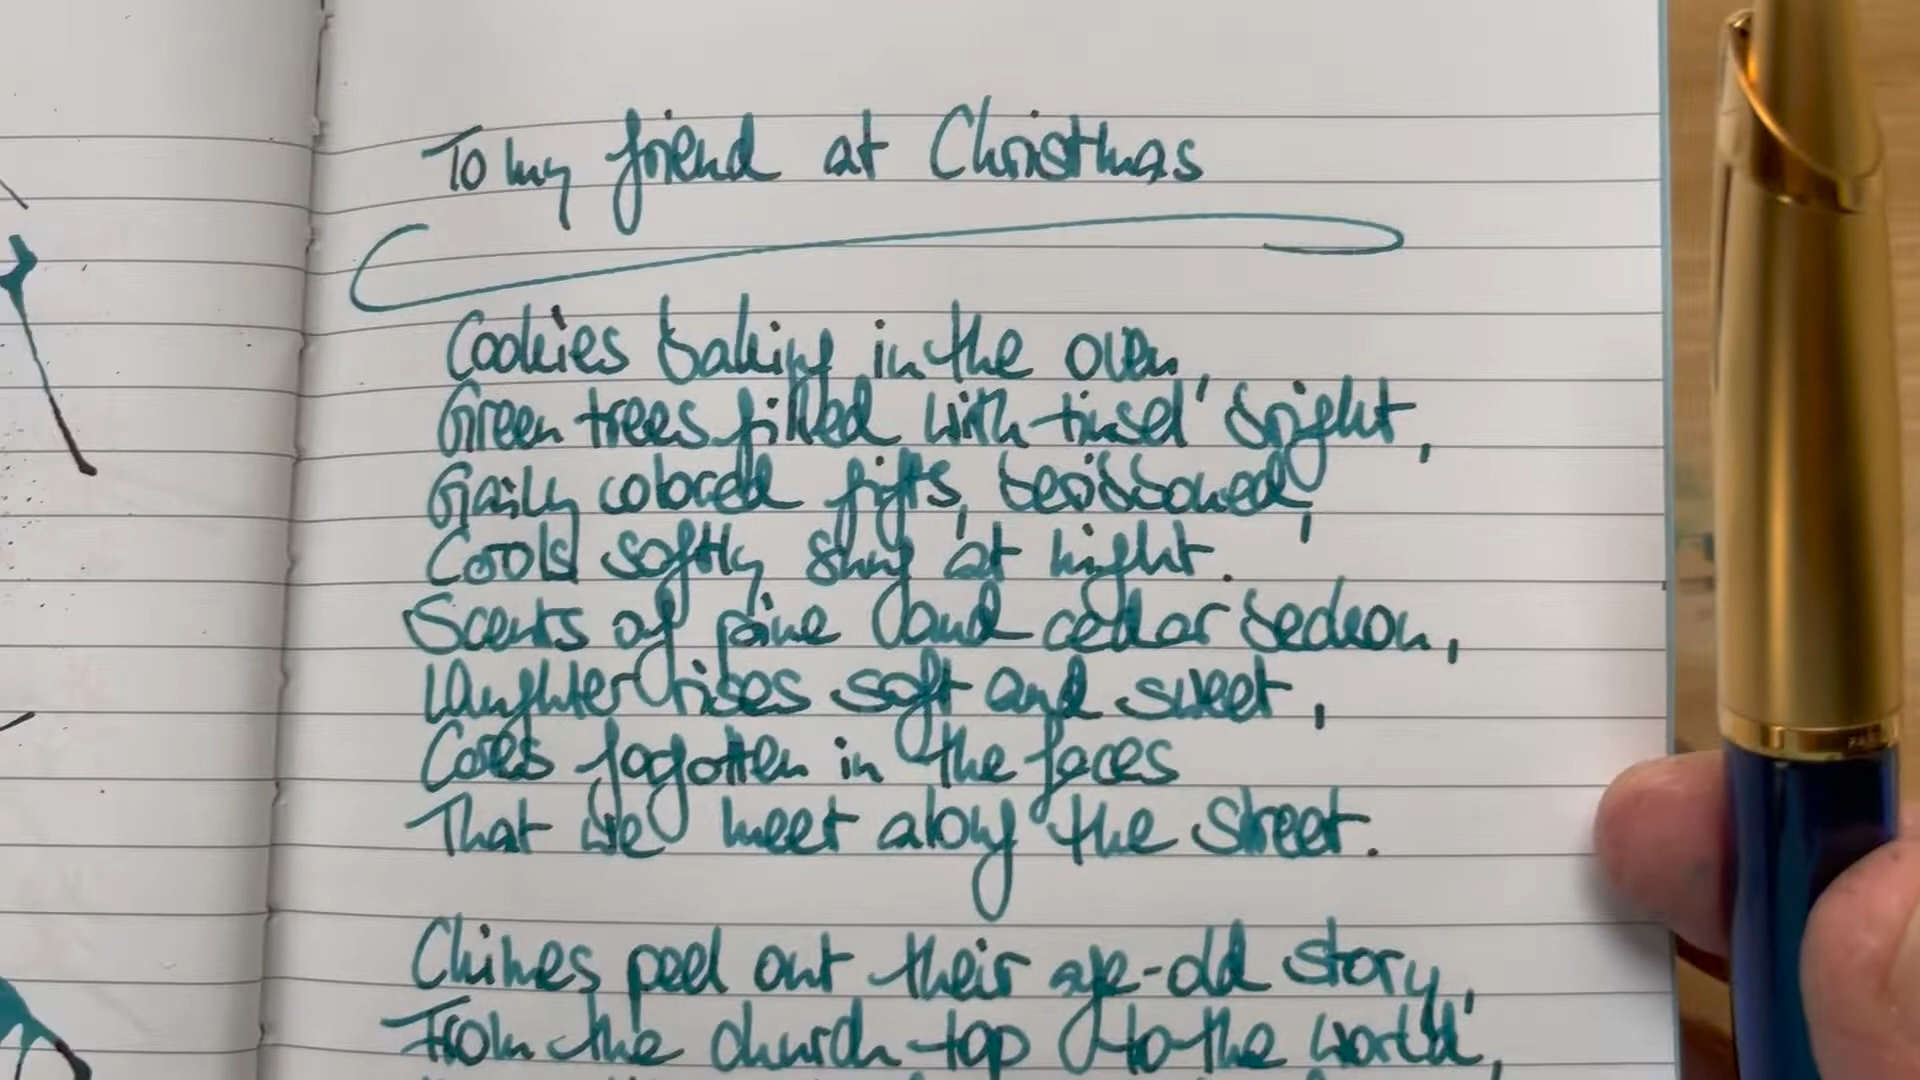 To my friend at Christmas
Cookies baking in the oven,
Green trees filled with tinsel bright,
Gaily colored gifts, beribboned,
Carols softly sung at night.
Scents of pine and cedar beckon,
Laughter rises soft and sweet,
Cares fogotten in the faces
That we meet along the street.
Chimes peel out their age-old story,
From the church top to the world,